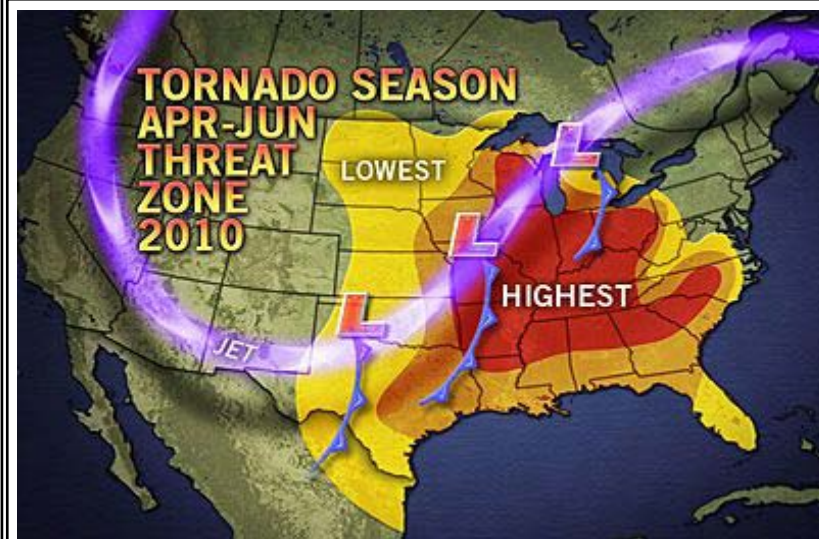 TORNADO SEASON
APR-JUN
THREAT
ZONE
2010
LOWEST
L
L
L
HIGHEST
JET